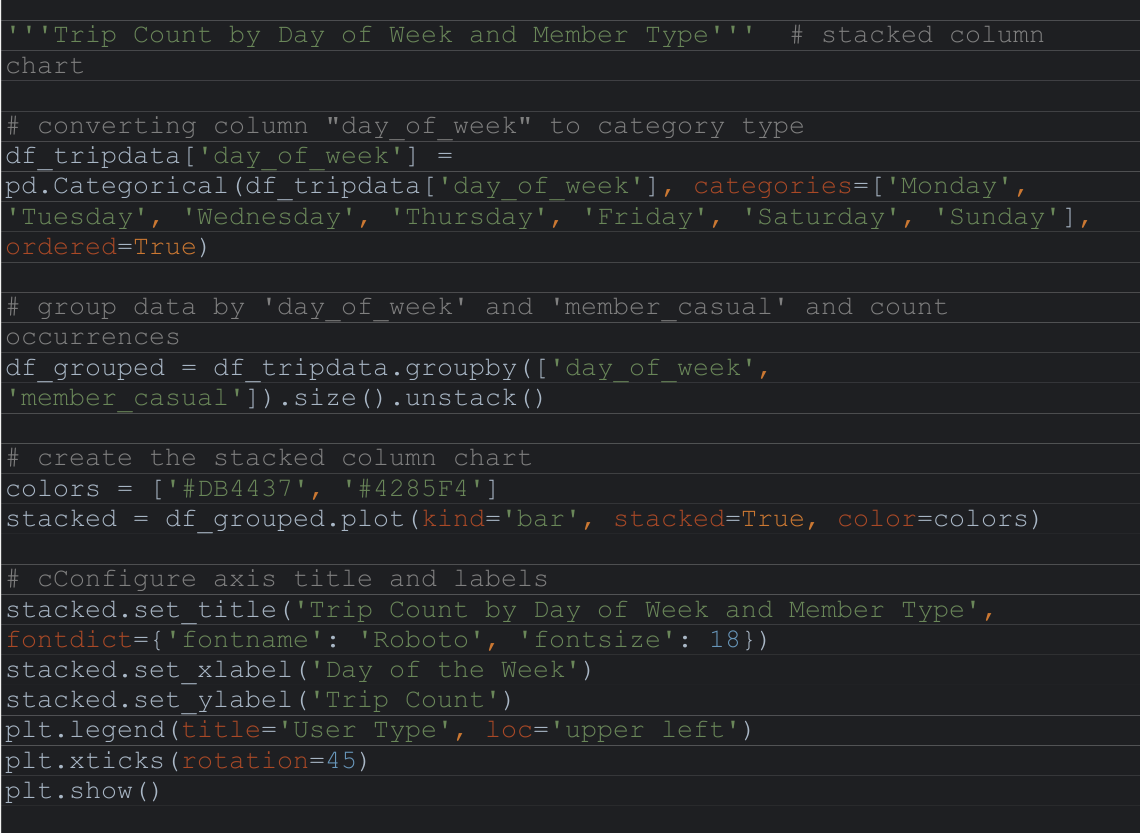 '''Trip Count by Day of Week and Member Type'''  # stacked column
chart
# converting column "day_of_week" to category type
df_tripdata['day_of_week'] =
pd.Categorical(df_tripdata['day_of_week'], categories=['Monday',
'Tuesday', 'Wednesday', 'Thursday', 'Friday', 'Saturday', 'Sunday'],
ordered=True)
# group data by 'day_of_week' and 'member_casual' and count
occurrences
df_grouped = df_tripdata.groupby(['day_of_week',
'member_casual']).size().unstack()
# create the stacked column chart
colors = ['#DB4437', '#4285F4']
stacked = df_grouped.plot(kind='bar', stacked=True, color=colors)
# cConfigure axis title and labels
stacked.set_title('Trip Count by Day of Week and Member Type',
fontdict={'fontname': 'Roboto', 'fontsize': 18})
stacked.set_xlabel('Day of the Week')
stacked.set_ylabel('Trip Count')
plt.legend(title='User Type', loc='upper left')
plt.xticks(rotation=45)
plt.show()